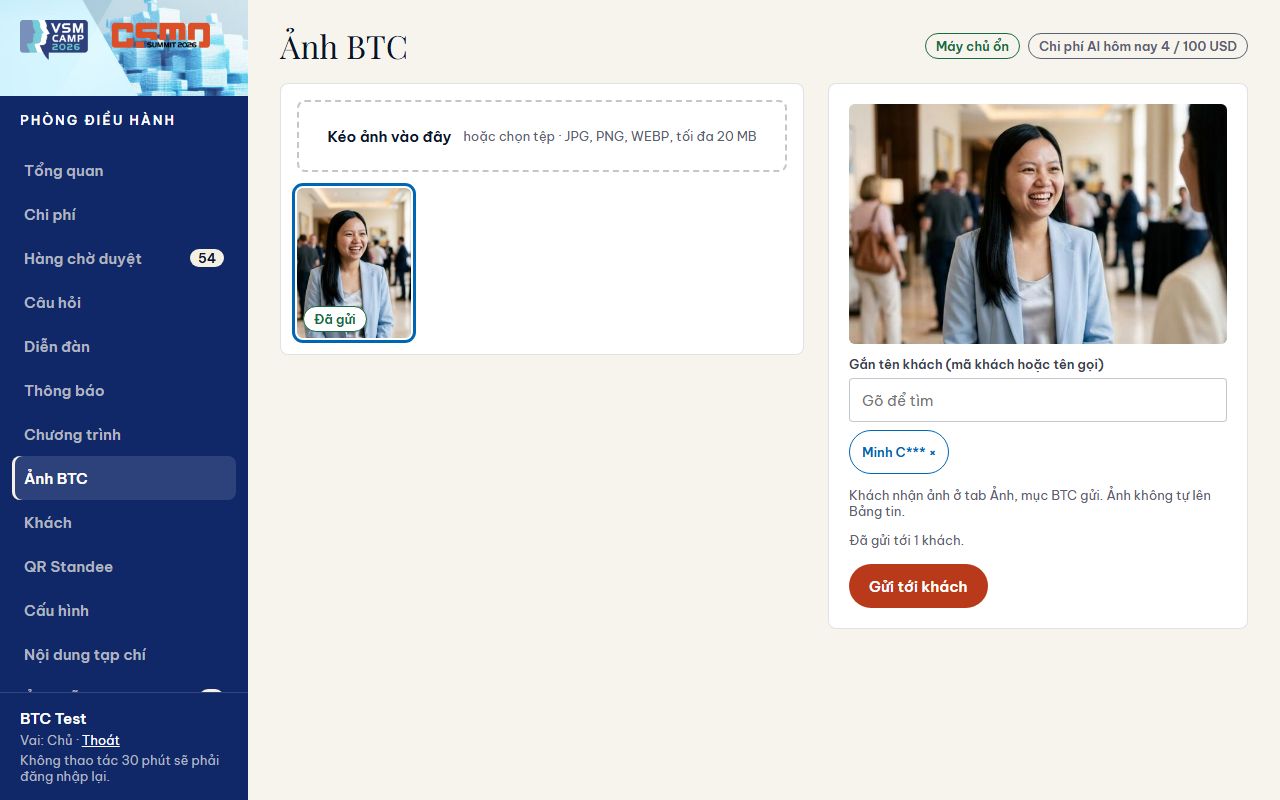 VSM
CAMP
2026
CSMO
SUMMIT 2026
PHÒNG ĐIỀU HÀNH
Tổng quan
Chi phí
Hàng chờ duyệt 54
Câu hỏi
Diễn đàn
Thông báo
Chương trình
Ảnh BTC
Khách
QR Standee
Cấu hình
Nội dung tạp chí
BTC Test
Vai: Chủ · Thoát
Không thao tác 30 phút sẽ phải
đăng nhập lại.
Ảnh BTC
Máy chủ ổn
Chi phí AI hôm nay 4 / 100 USD
Kéo ảnh vào đây hoặc chọn tệp · JPG, PNG, WEBP, tối đa 20 MB
Đã gửi
Gắn tên khách (mã khách hoặc tên gọi)
Gõ để tìm
Minh C*** ×
Khách nhận ảnh ở tab Ảnh, mục BTC gửi. Ảnh không tự lên
Bảng tin.
Đã gửi tới 1 khách.
Gửi tới khách